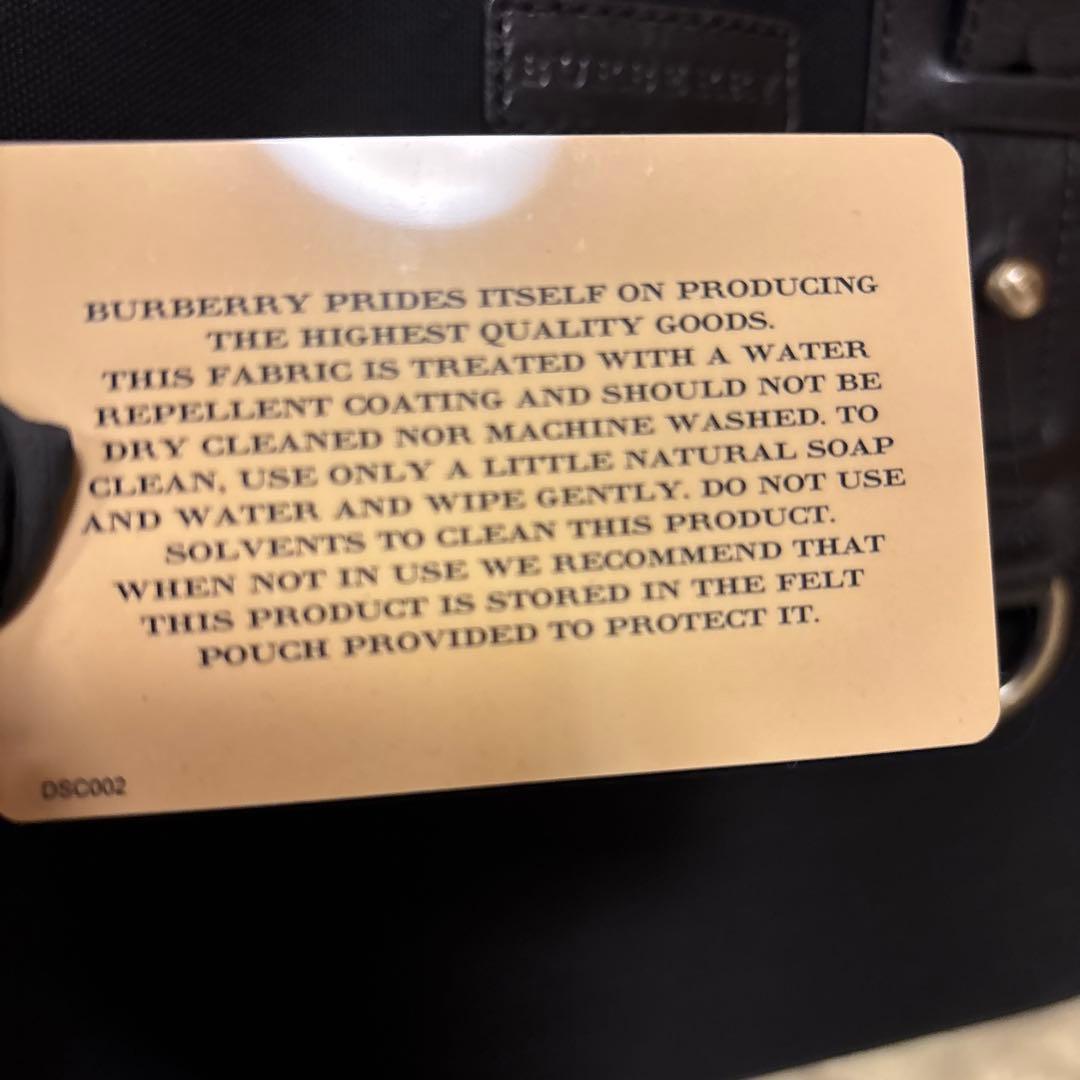 BURBERRY PRIDES ITSELF ON PRODUCING
THE HIGHEST QUALITY GOODS.
THIS FABRIC IS TREATED WITH A WATER
REPELLENT COATING AND SHOULD NOT BE
DRY CLEANED NOR MACHINE WASHED. TO
CLEAN, USE ONLY A LITTLE NATURAL SOAP
AND WATER AND WIPE GENTLY. DO NOT USE
SOLVENTS TO CLEAN THIS PRODUCT.
WHEN NOT IN USE WE RECOMMEND THAT
THIS PRODUCT IS STORED IN THE FELT
POUCH PROVIDED TO PROTECT IT.
DSC002